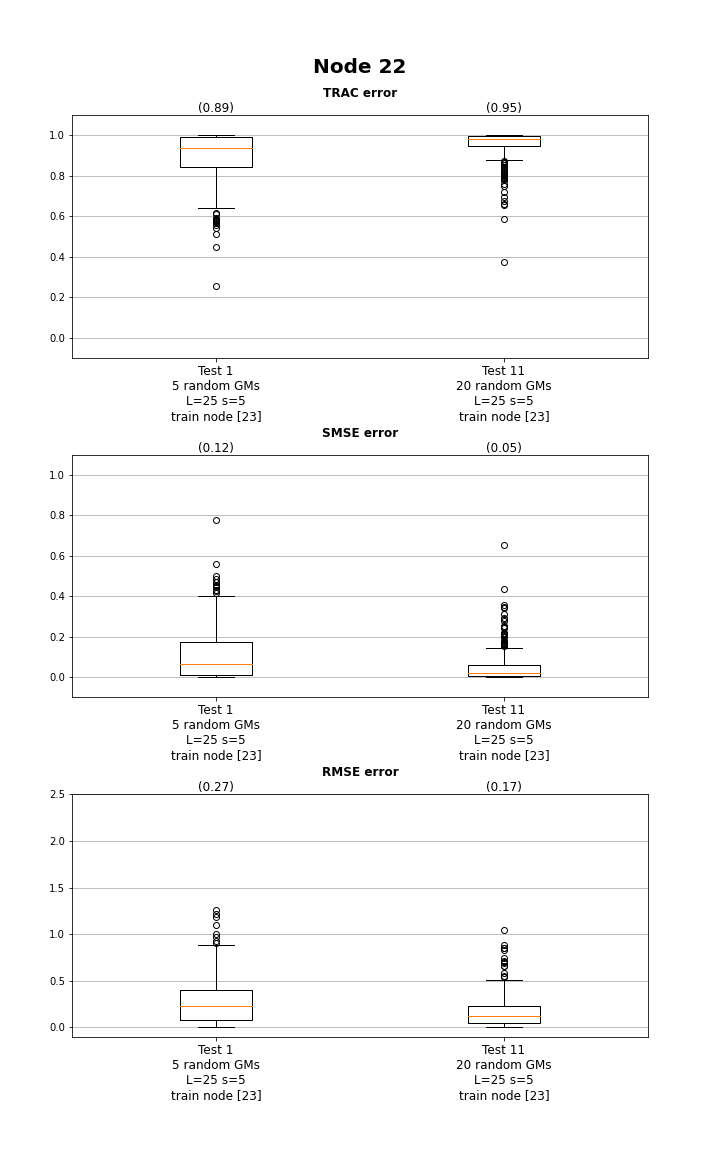 Node 22
TRAC error
(0.89) (0.95)
1.0
0.8
0.6
0.4
0.2
0.0
Test 1 Test 11
5 random GMs 20 random GMs
L=25 s=5 L=25 s=5
train node [23] train node [23]
SMSE error
(0.12) (0.05)
1.0
0.8
0.6
0.4
0.2
0.0
Test 1 Test 11
5 random GMs 20 random GMs
L=25 s=5 L=25 s=5
train node [23] train node [23]
RMSE error
(0.27) (0.17)
2.5
2.0
1.5
1.0
0.5
0.0
Test 1 Test 11
5 random GMs 20 random GMs
L=25 s=5 L=25 s=5
train node [23] train node [23]